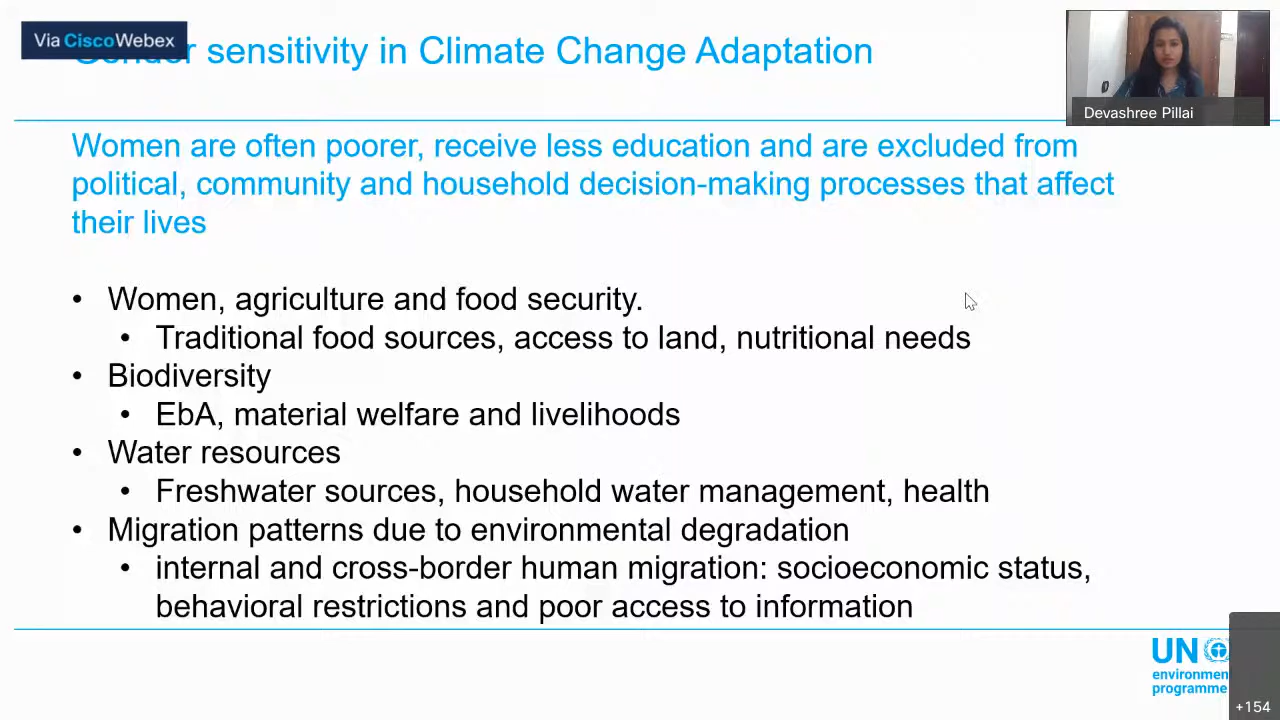 Via Cisco Webex
Gender sensitivity in Climate Change Adaptation
Devashree Pillai
Women are often poorer, receive less education and are excluded from
political, community and household decision-making processes that affect
their lives
• Women, agriculture and food security.
• Traditional food sources, access to land, nutritional needs
• Biodiversity
• EbA, material welfare and livelihoods
• Water resources
• Freshwater sources, household water management, health
• Migration patterns due to environmental degradation
• internal and cross-border human migration: socioeconomic status,
behavioral restrictions and poor access to information
UN
environmen
programme
+154